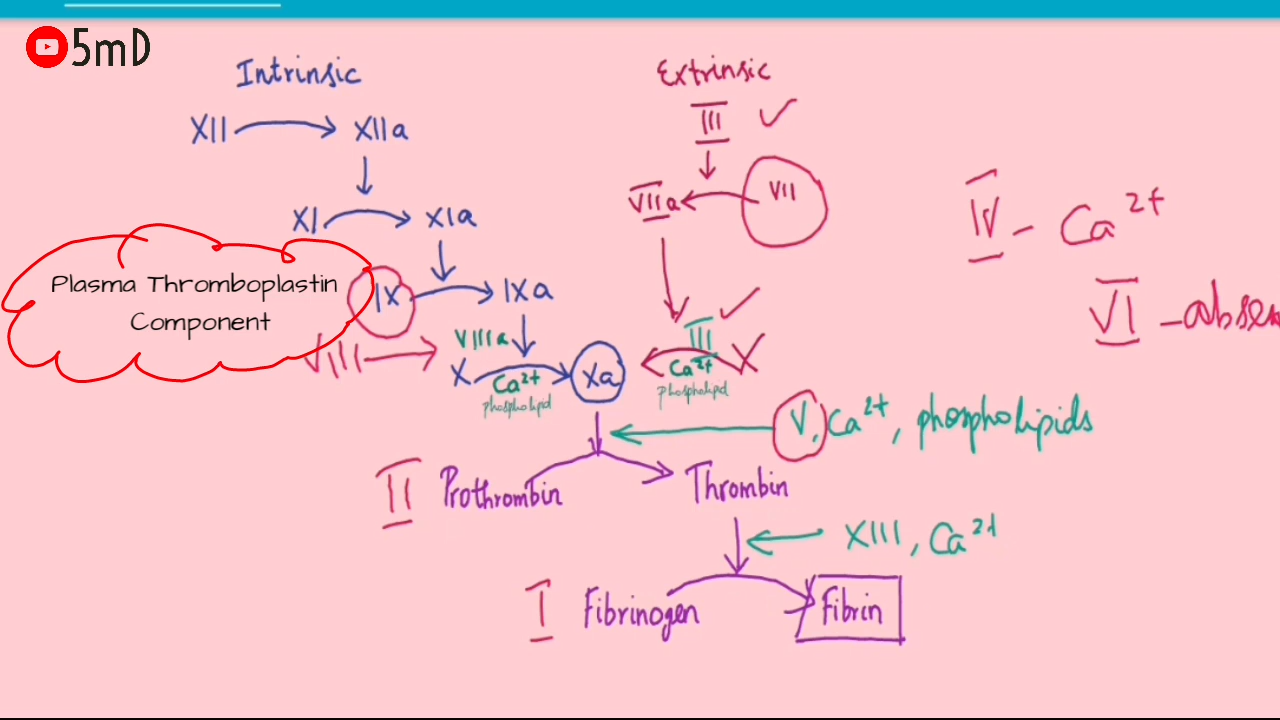 5mD
Intrinsic
Extrinsic
XII XIIa
III
XI XIa
VIIa VII
IV - Ca2+
Plasma Thromboplastin
Component
IX IXa
VIII
VIIIa
X Ca2+ Xa
phospholipid
III
Ca2+ X
phospholipid
VI - absen
V, Ca2+, phospholipids
II Prothrombin Thrombin
XIII, Ca2+
I Fibrinogen Fibrin